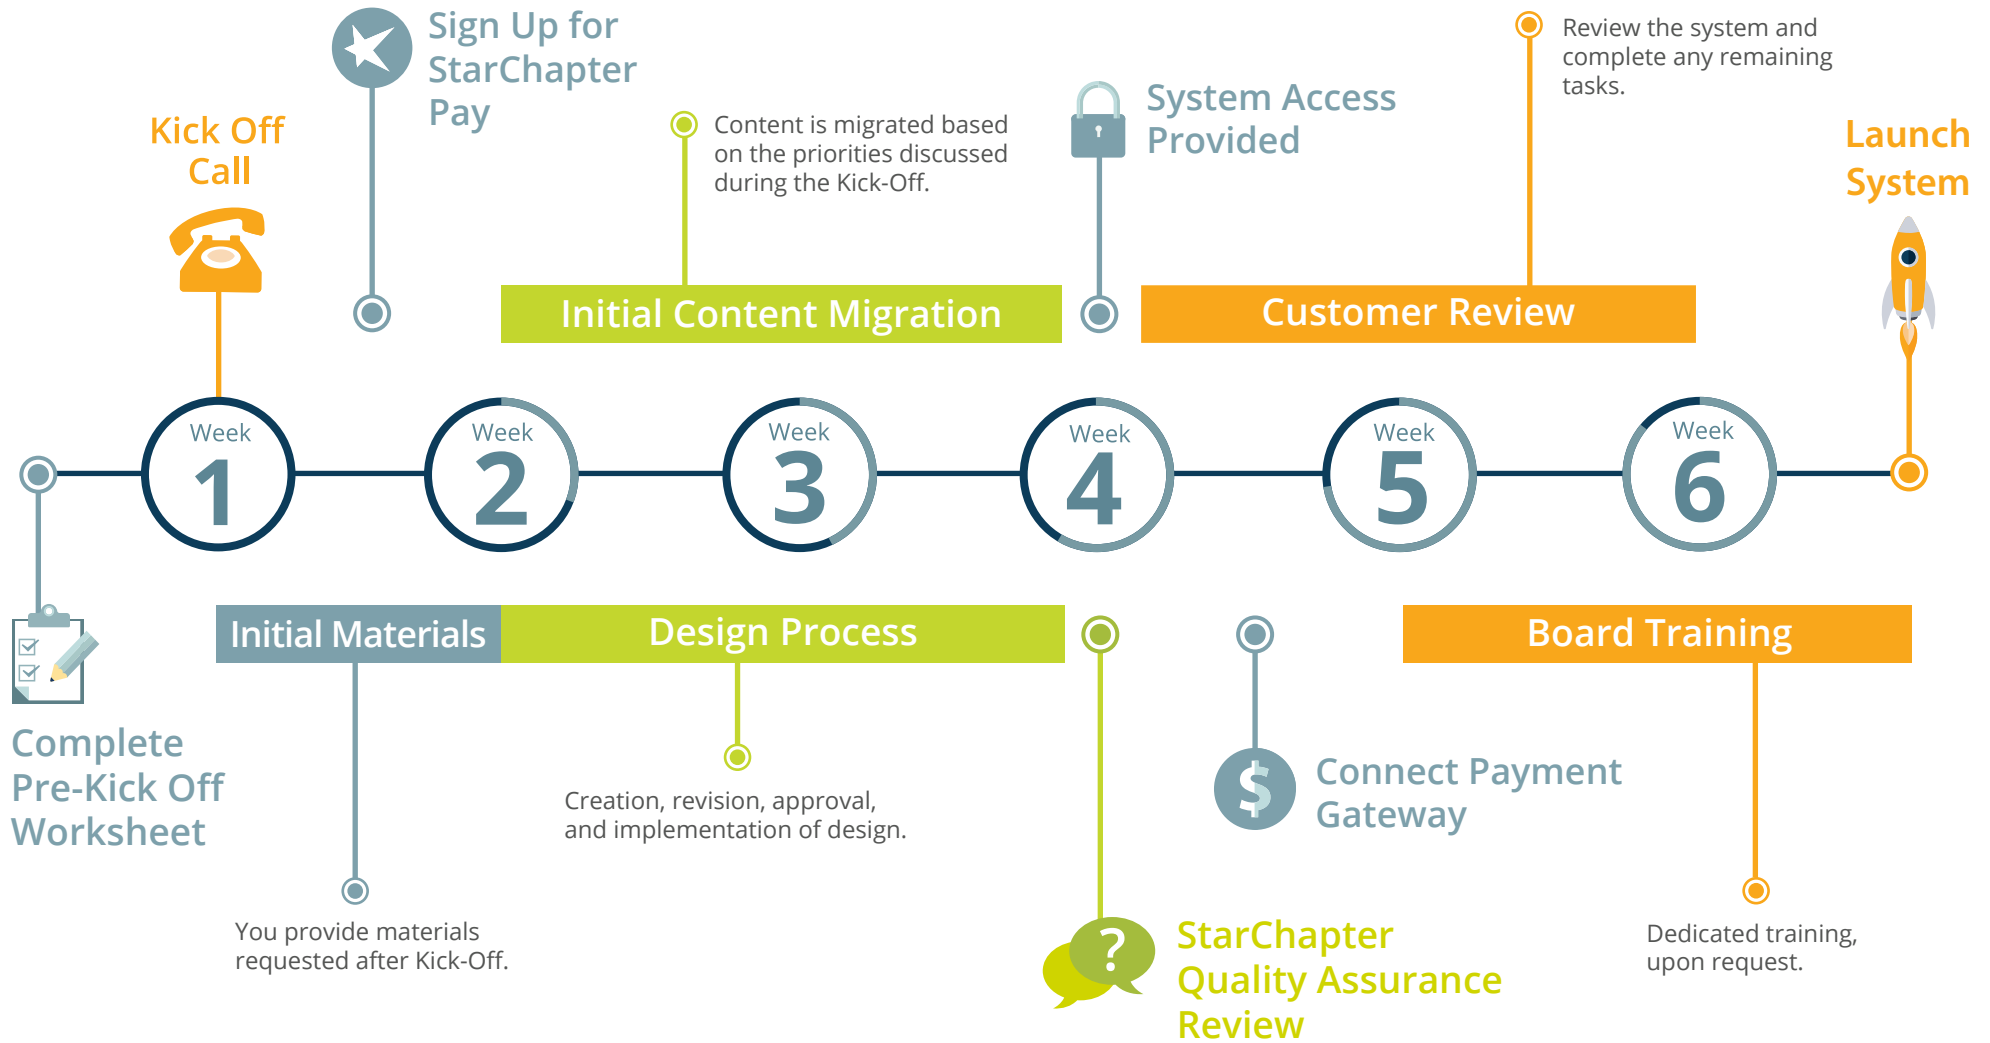 Sign Up for
StarChapter
Pay
Review the system and
complete any remaining
tasks.
Kick Off
Call
Content is migrated based
on the priorities discussed
during the Kick-Off.
System Access
Provided
Launch
System
Initial Content Migration
Customer Review
Week
1
Week
2
Week
3
Week
4
Week
5
Week
6
Initial Materials
Design Process
Board Training
Complete
Pre-Kick Off
Worksheet
Creation, revision, approval,
and implementation of design.
$
Connect Payment
Gateway
You provide materials
requested after Kick-Off.
?
StarChapter
Quality Assurance
Review
Dedicated training,
upon request.